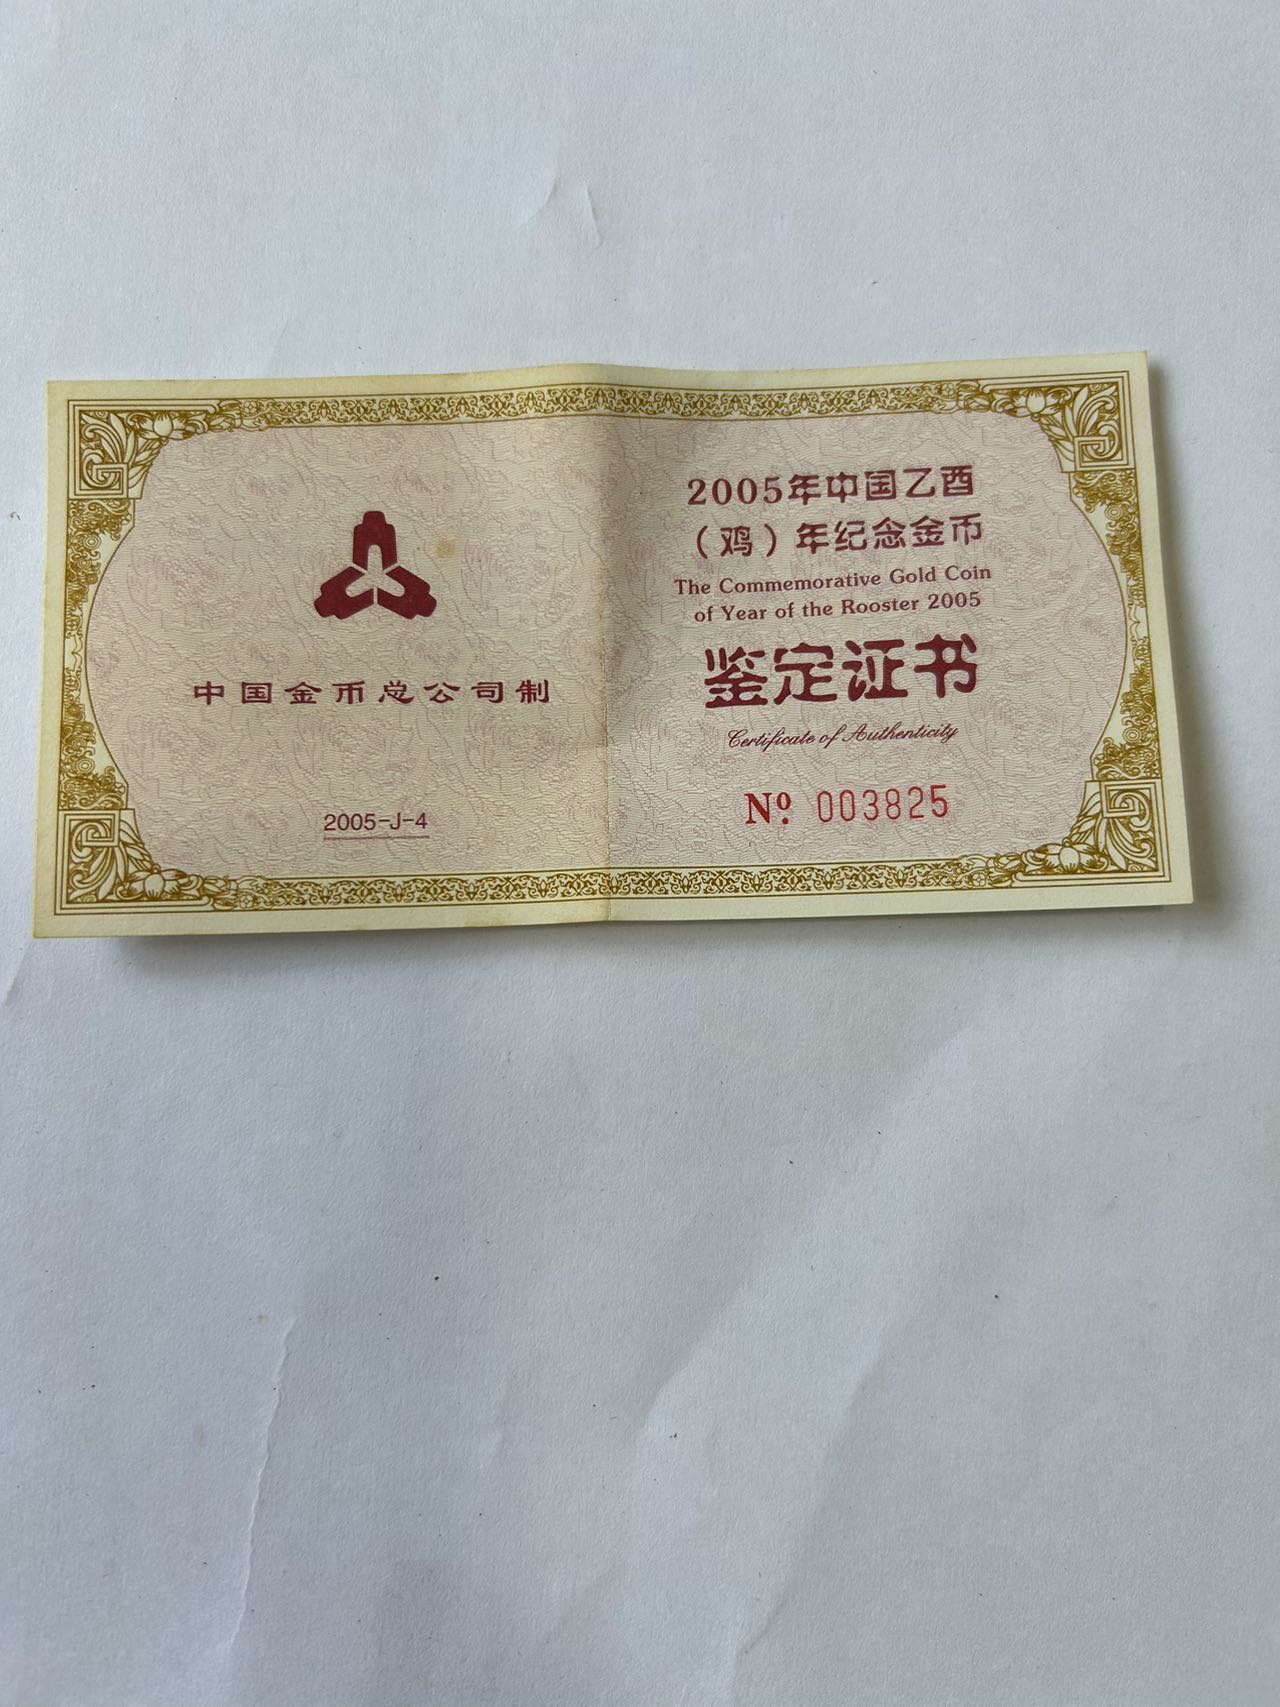 中国金币总公司制
2005-J-4
2005年中国乙酉
（鸡）年纪念金币
The Commemorative Gold Coin
of Year of the Rooster 2005
鉴定证书
Certificate of Authenticity
Nº 003825